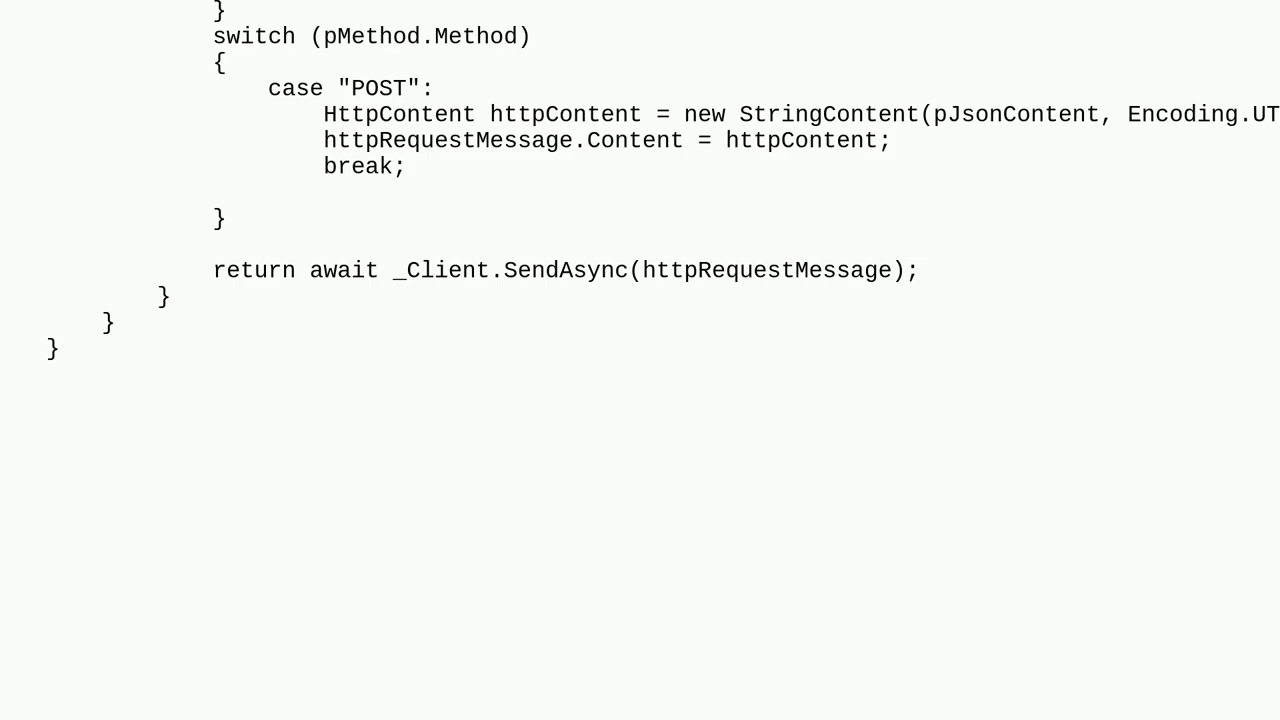 }
switch (pMethod.Method)
{
case "POST":
HttpContent httpContent = new StringContent(pJsonContent, Encoding.UT
httpRequestMessage.Content = httpContent;
break;
}
return await _Client.SendAsync(httpRequestMessage);
}
}
}